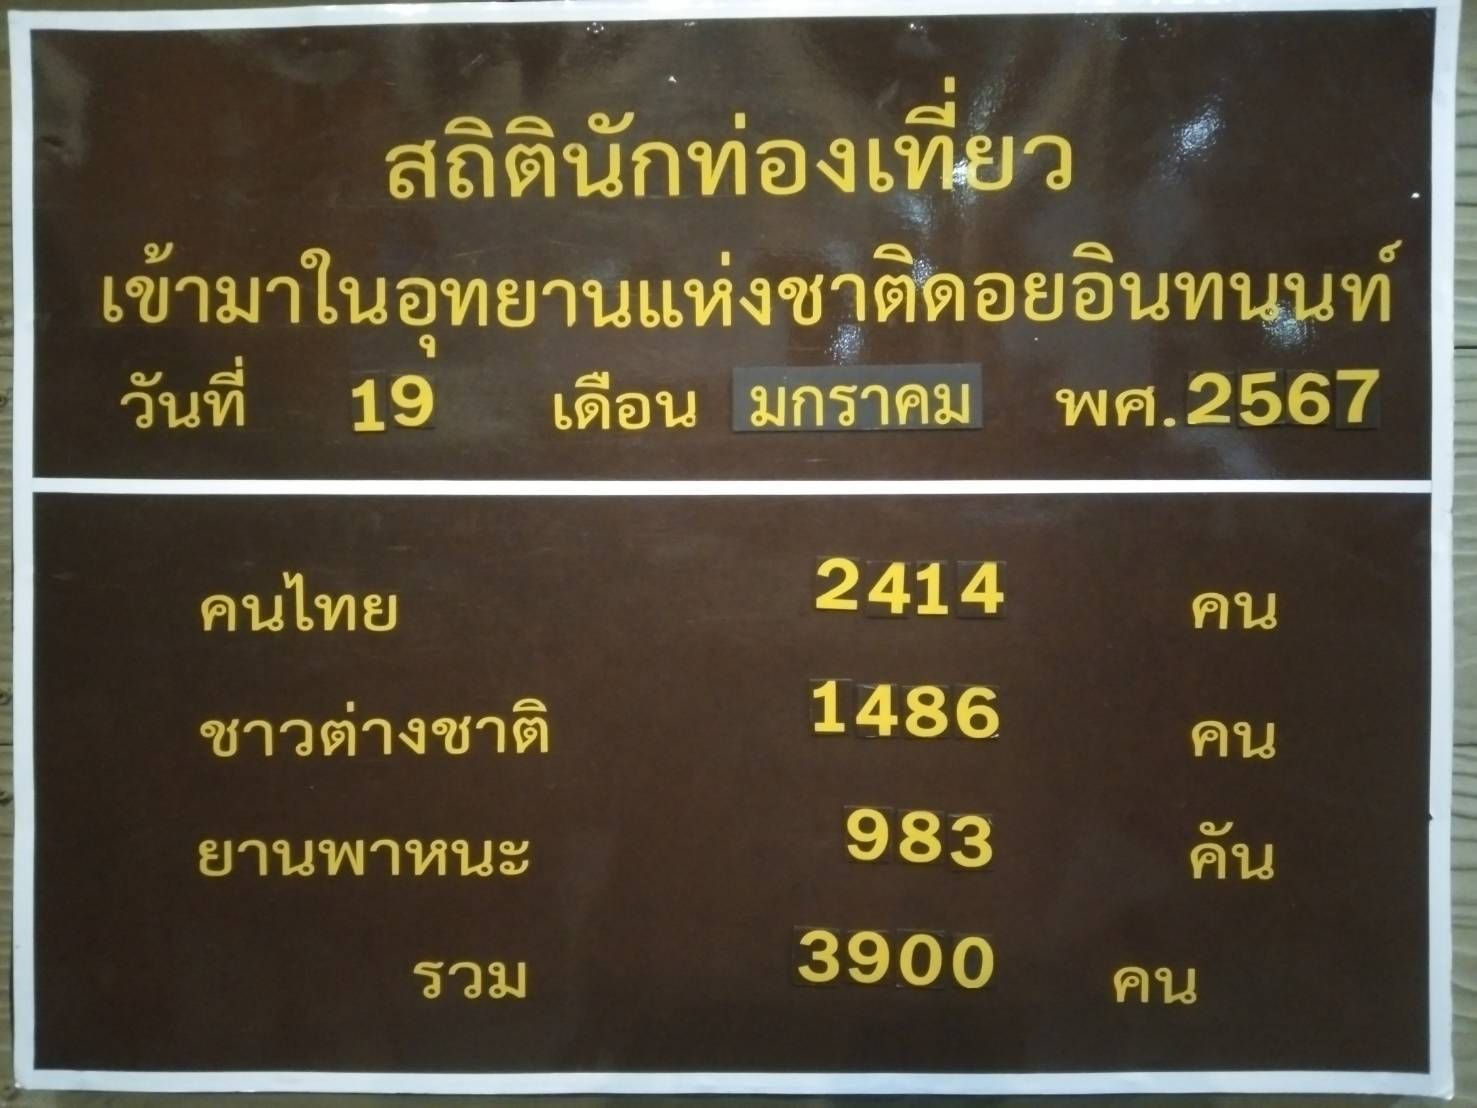 สถิตินักท่องเที่ยว
เข้ามาในอุทยานแห่งชาติดอยอินทนนท์
วันที่ 19 เดือน มกราคม พศ.2567
คนไทย 2414 คน
ชาวต่างชาติ 1486 คน
ยานพาหนะ 983 คัน
รวม 3900 คน